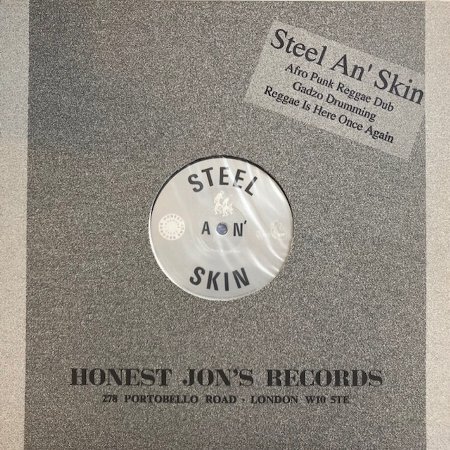 Steel An' Skin
Afro Punk Reggae Dub
Gadzo Drumming
Reggae Is Here Once Again
STEEL
AN'
SKIN
HONEST JON'S RECORDS
278 PORTOBELLO ROAD · LONDON W10 5TE